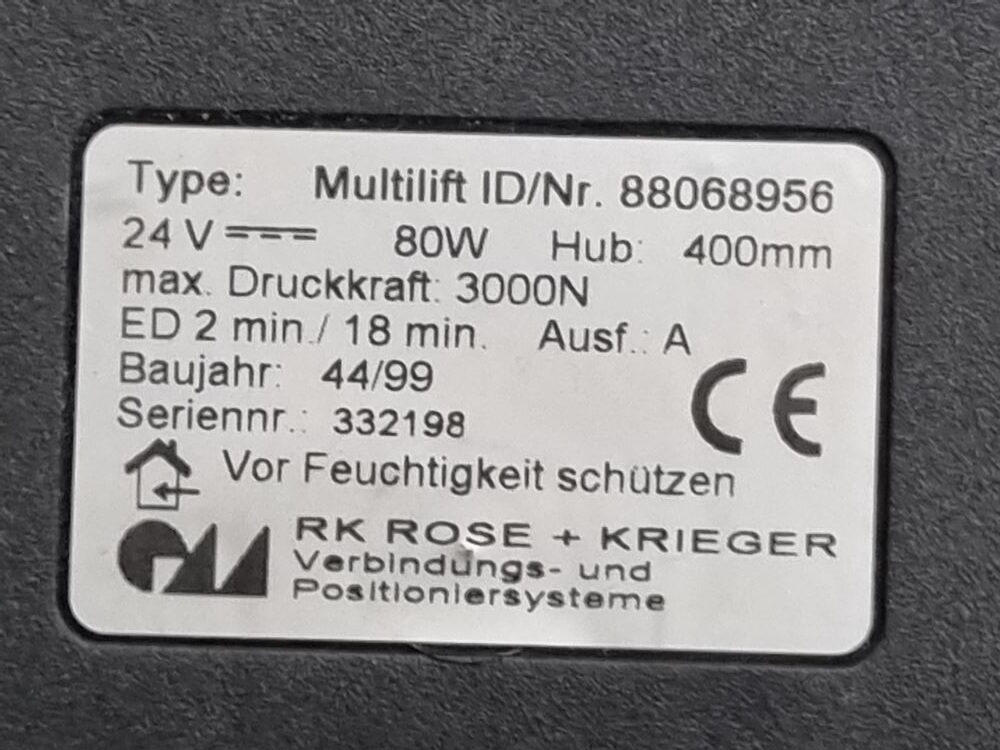 Type: Multilift ID/Nr. 88068956
24 V 80W Hub: 400mm
max. Druckkraft: 3000N
ED 2 min./ 18 min. Ausf.: A
Baujahr: 44/99
Seriennr.: 332198
CE
Vor Feuchtigkeit schützen
RK ROSE + KRIEGER
Verbindungs- und
Positioniersysteme